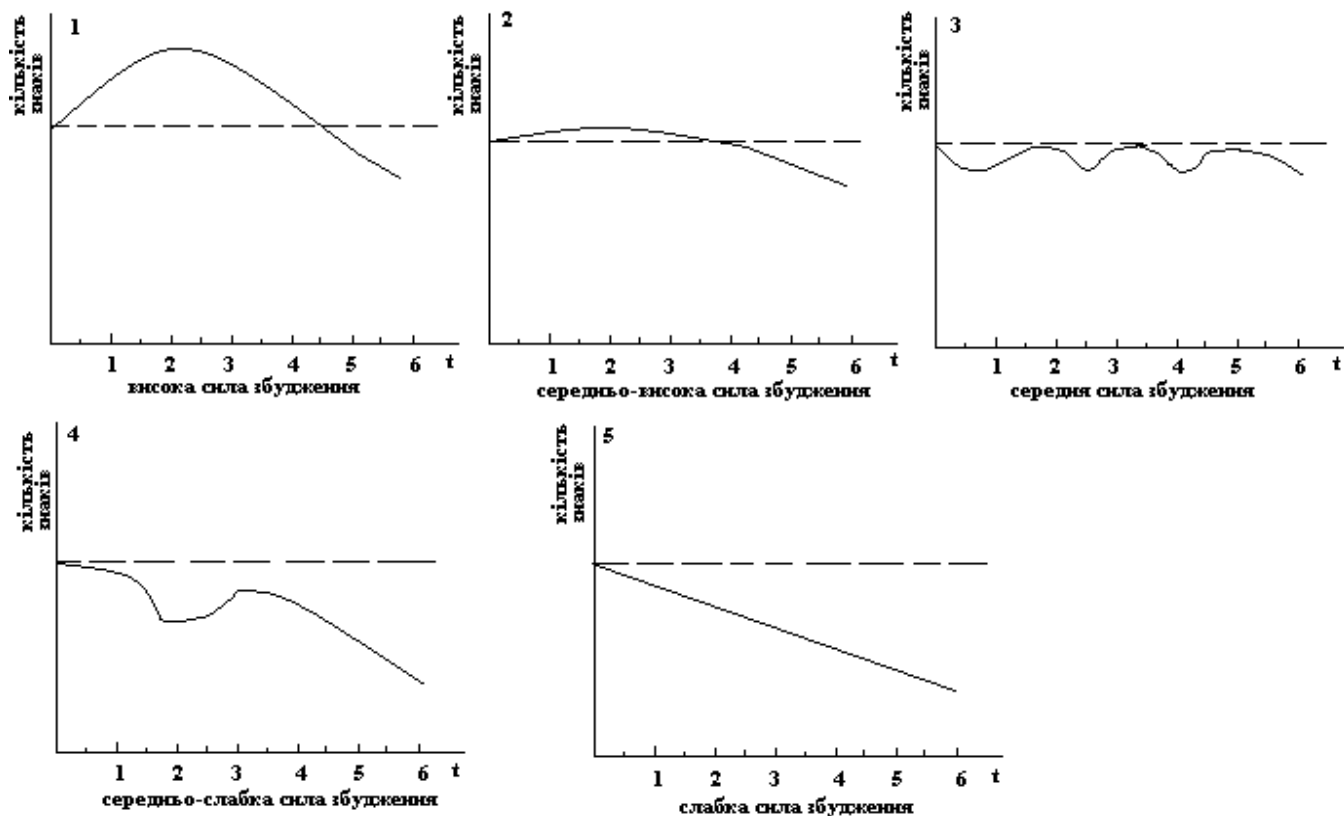 1
кількість
знаків
1 2 3 4 5 6 t
висока сила збудження
2
кількість
знаків
1 2 3 4 5 6 t
середньо-висока сила збудження
3
кількість
знаків
1 2 3 4 5 6 t
середня сила збудження
4
кількість
знаків
1 2 3 4 5 6 t
середньо-слабка сила збудження
5
кількість
знаків
1 2 3 4 5 6 t
слабка сила збудження